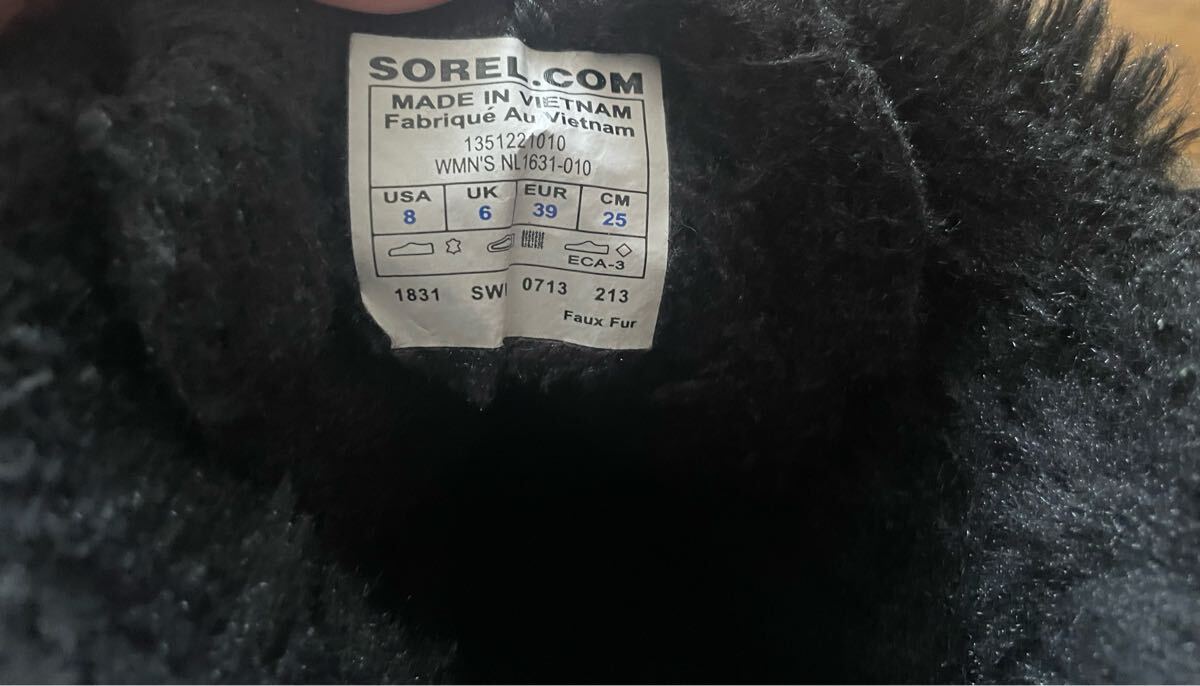 SOREL.COM
MADE IN VIETNAM
Fabriqué Au Vietnam
1351221010
WMN'S NL1631-010
USA UK EUR CM
8 6 39 25
ECA-3
1831 0713 213
Faux Fur